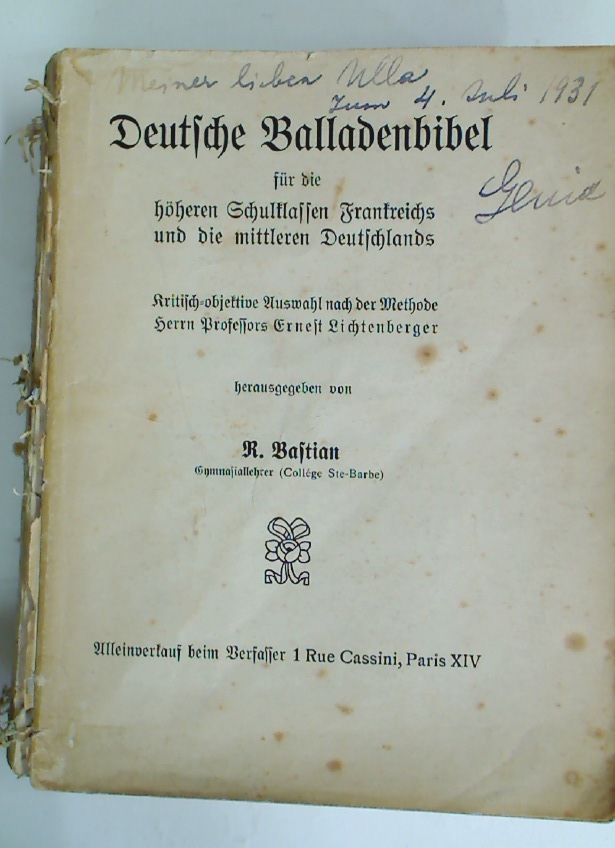 Meiner lieben Ulla
zum 4. Juli 1931
Deutſche Balladenbibel
für die
höheren Schulklaſſen Frankreichs
und die mittleren Deutſchlands
Kritiſch-objektive Auswahl nach der Methode
Herrn Profeſſors Erneſt Lichtenberger
herausgegeben von
R. Baſtian
Gymnaſiallehrer (Collége Ste-Barbe)
Alleinverkauf beim Verfaſſer 1 Rue Cassini, Paris XIV